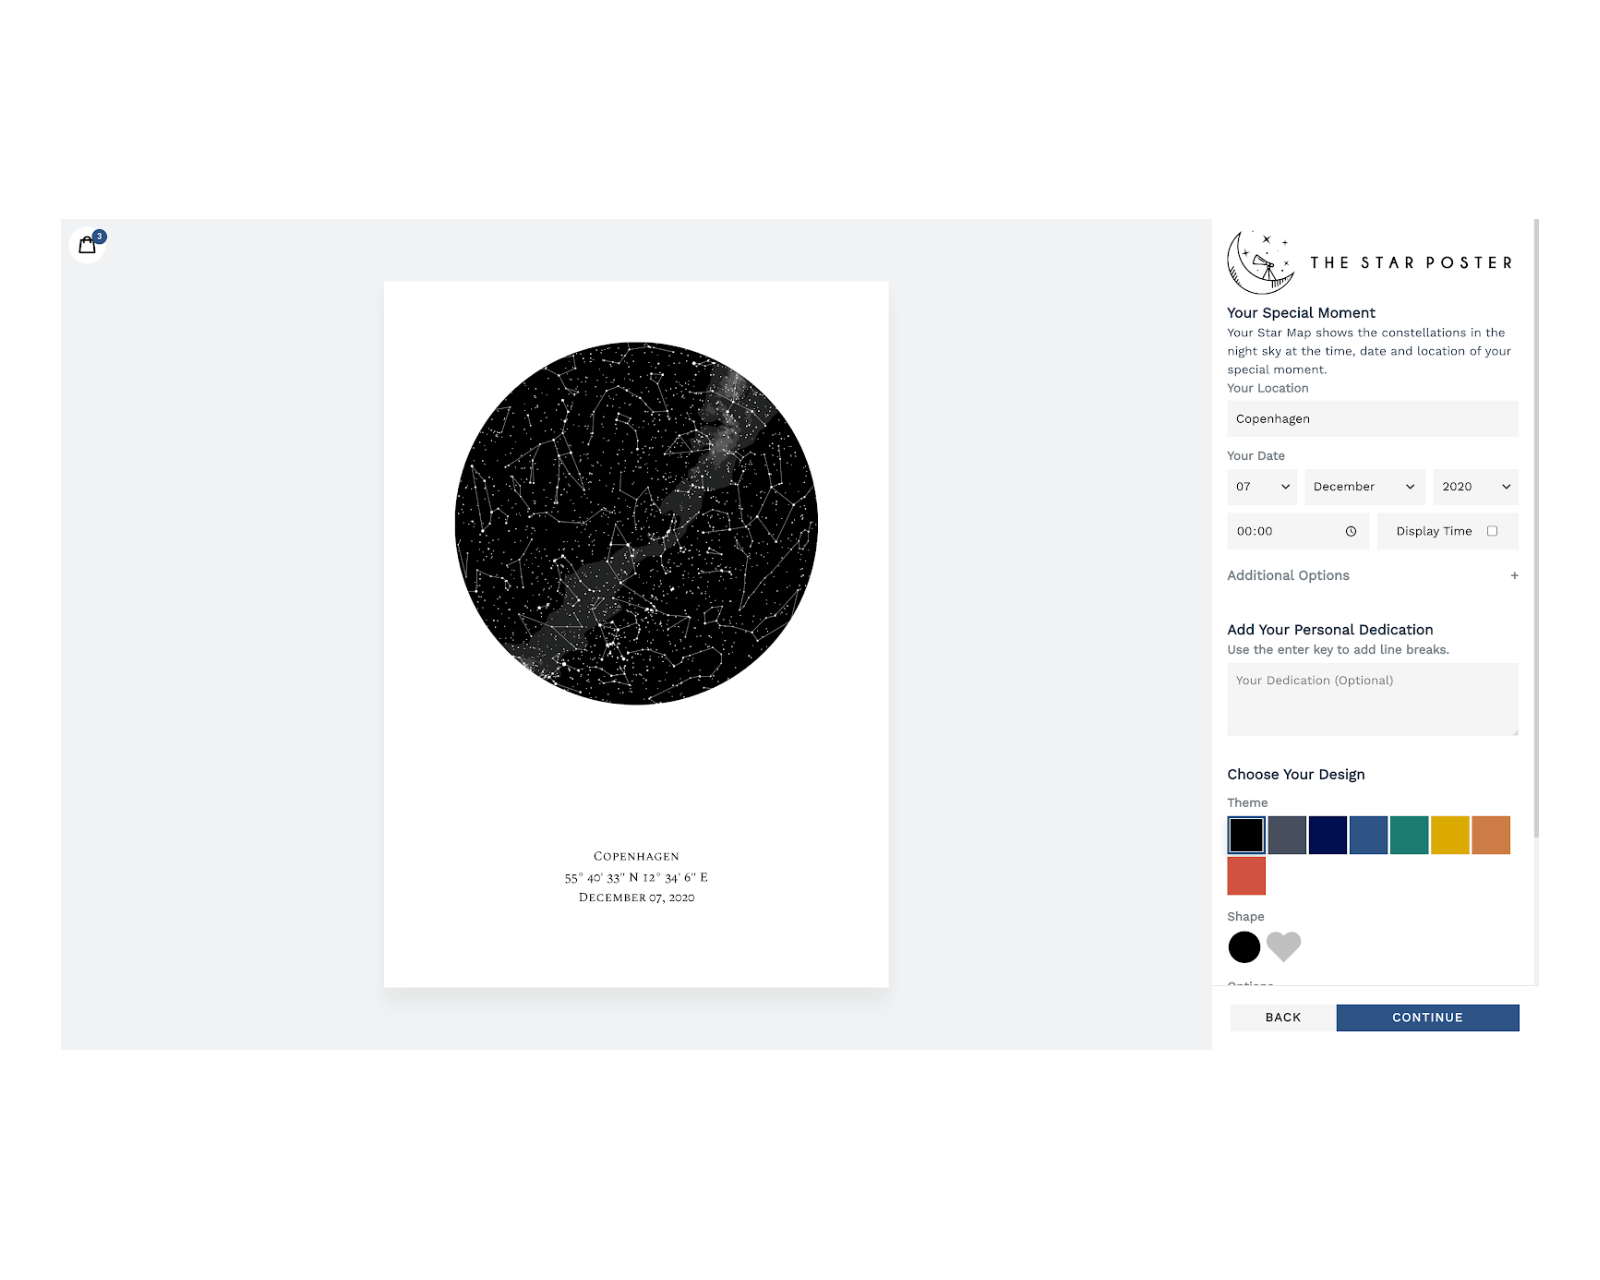 3
THE STAR POSTER
Your Special Moment
Your Star Map shows the constellations in the
night sky at the time, date and location of your
special moment.
Your Location
Copenhagen
Your Date
07 December 2020
00:00 Display Time
Additional Options +
Add Your Personal Dedication
Use the enter key to add line breaks.
Your Dedication (Optional)
Choose Your Design
Theme
Shape
BACK CONTINUE
Copenhagen
55° 40' 33" N 12° 34' 6" E
December 07, 2020